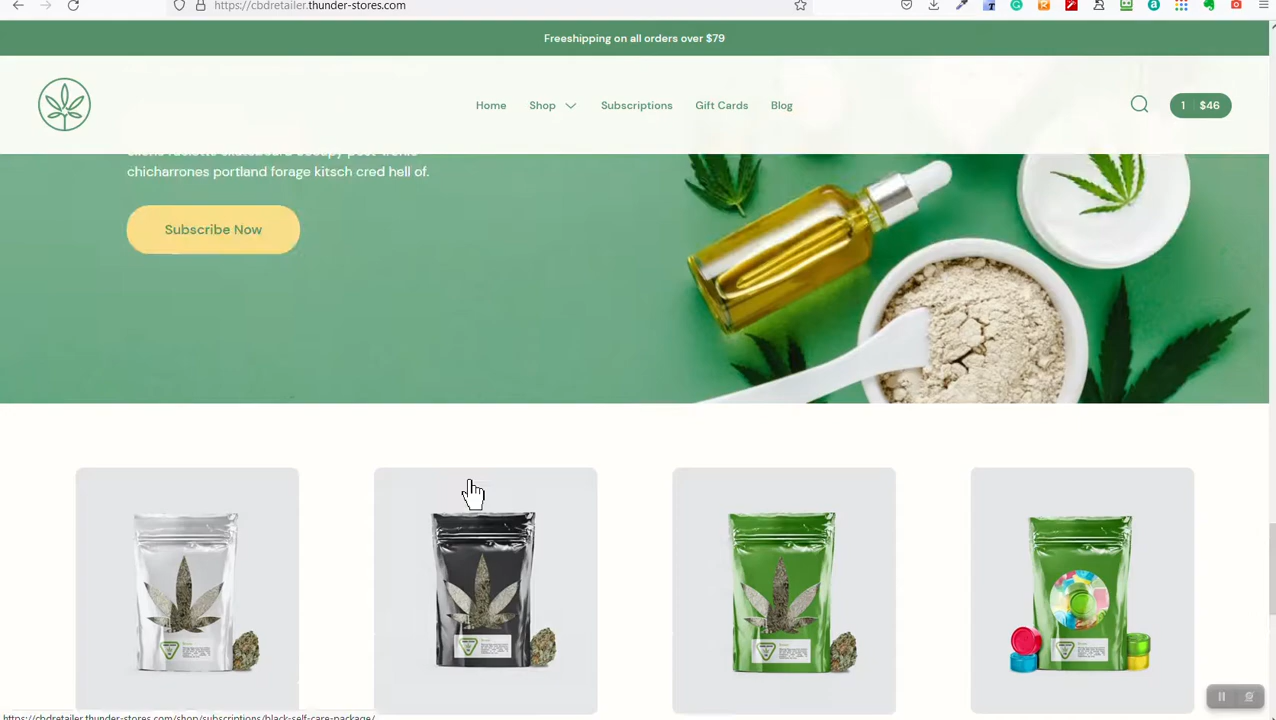 https://cbdretailer.thunder-stores.com
Freeshipping on all orders over $79
Home Shop Subscriptions Gift Cards Blog
1 $46
chicharrones portland forage kitsch cred hell of.
Subscribe Now
https://cbdretailer.thunder-stores.com/shop/subscriptions/black-self-care-package/